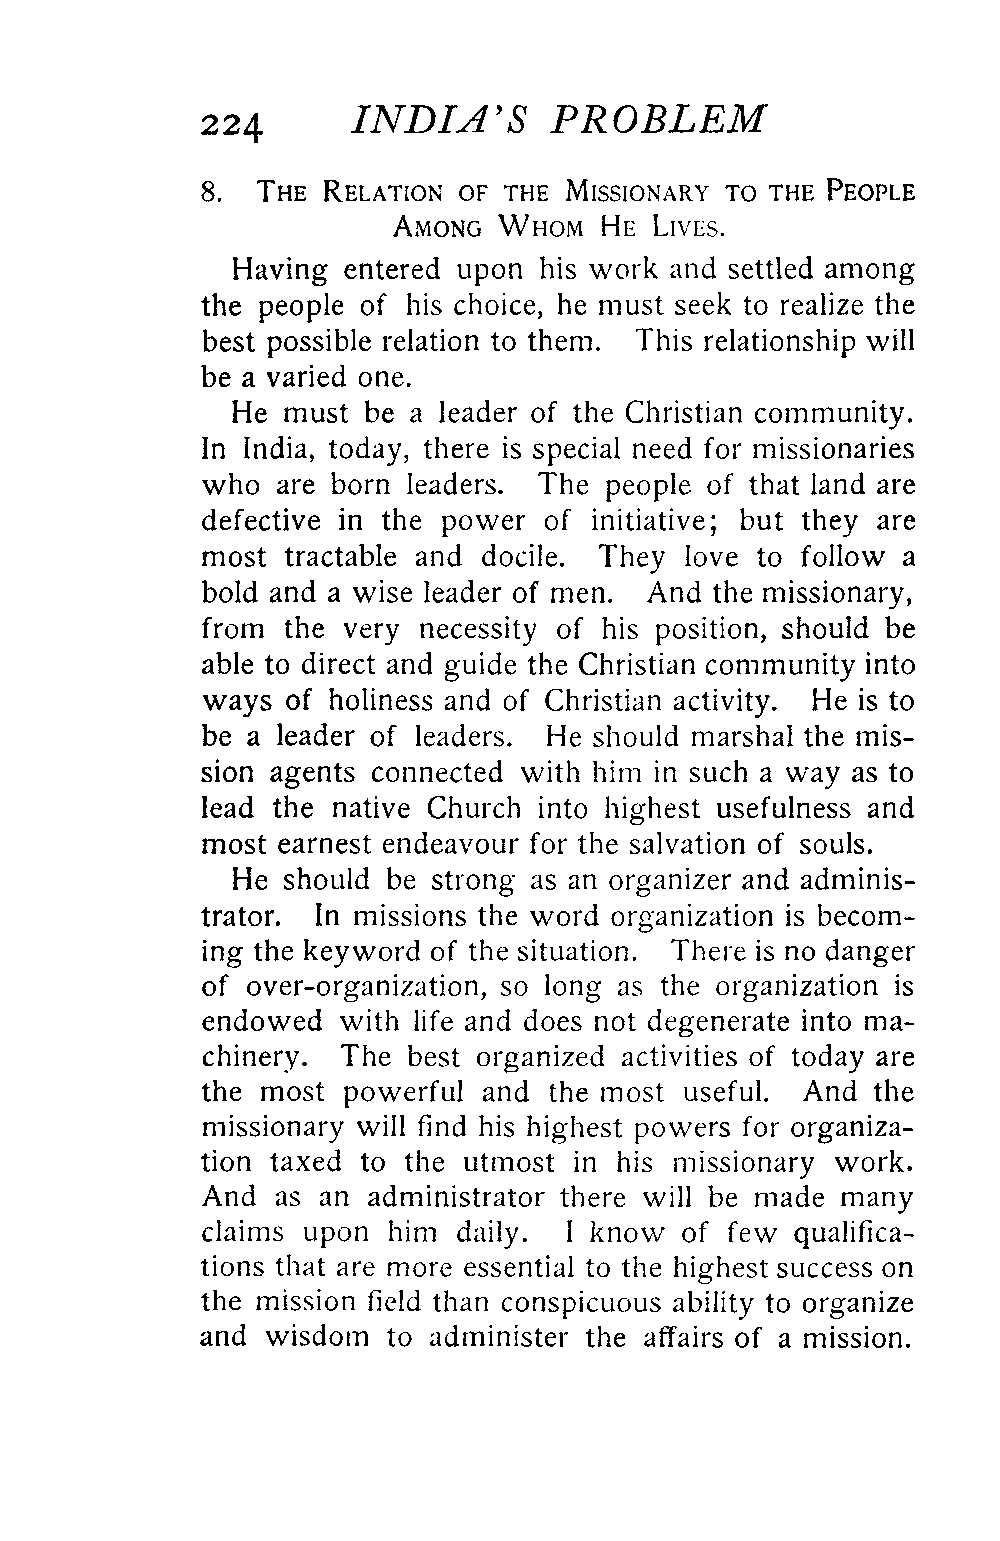 224 INDIA'S PROBLEM
8. THE RELATION OF THE MISSIONARY TO THE PEOPLE
AMONG WHOM HE LIVES.
Having entered upon his work and settled among
the people of his choice, he must seek to realize the
best possible relation to them. This relationship will
be a varied one.
He must be a leader of the Christian community.
In India, today, there is special need for missionaries
who are born leaders. The people of that land are
defective in the power of initiative; but they are
most tractable and docile. They love to follow a
bold and a wise leader of men. And the missionary,
from the very necessity of his position, should be
able to direct and guide the Christian community into
ways of holiness and of Christian activity. He is to
be a leader of leaders. He should marshal the mis-
sion agents connected with him in such a way as to
lead the native Church into highest usefulness and
most earnest endeavour for the salvation of souls.
He should be strong as an organizer and adminis-
trator. In missions the word organization is becom-
ing the keyword of the situation. There is no danger
of over-organization, so long as the organization is
endowed with life and does not degenerate into ma-
chinery. The best organized activities of today are
the most powerful and the most useful. And the
missionary will find his highest powers for organiza-
tion taxed to the utmost in his missionary work.
And as an administrator there will be made many
claims upon him daily. I know of few qualifica-
tions that are more essential to the highest success on
the mission field than conspicuous ability to organize
and wisdom to administer the affairs of a mission.